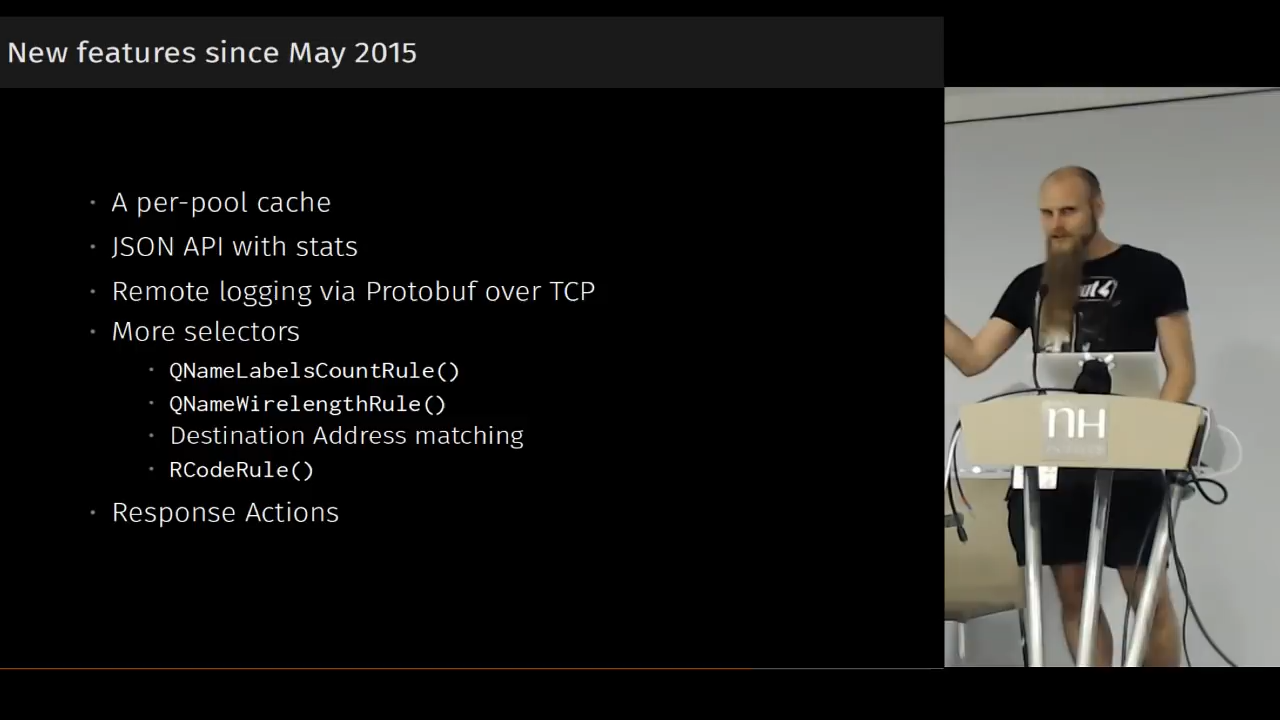 New features since May 2015
· A per-pool cache
· JSON API with stats
· Remote logging via Protobuf over TCP
· More selectors
· QNameLabelsCountRule()
· QNameWirelengthRule()
· Destination Address matching
· RCodeRule()
· Response Actions
nH